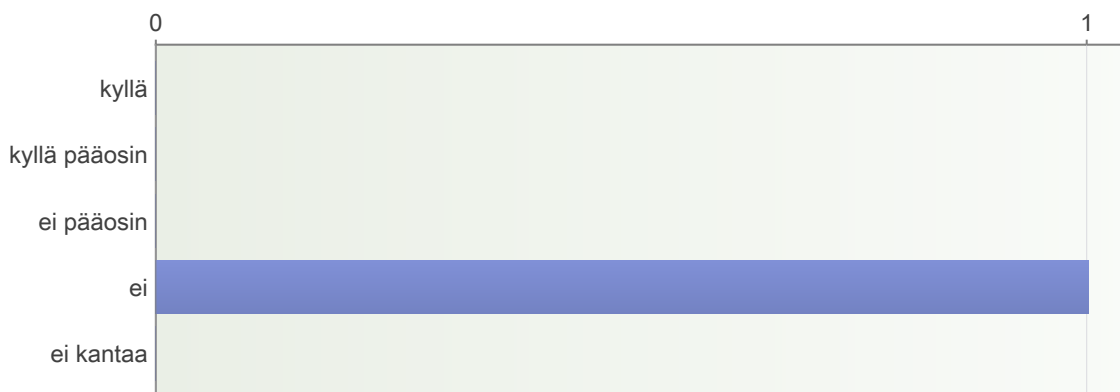 0 1
kyllä
kyllä pääosin
ei pääosin
ei
ei kantaa